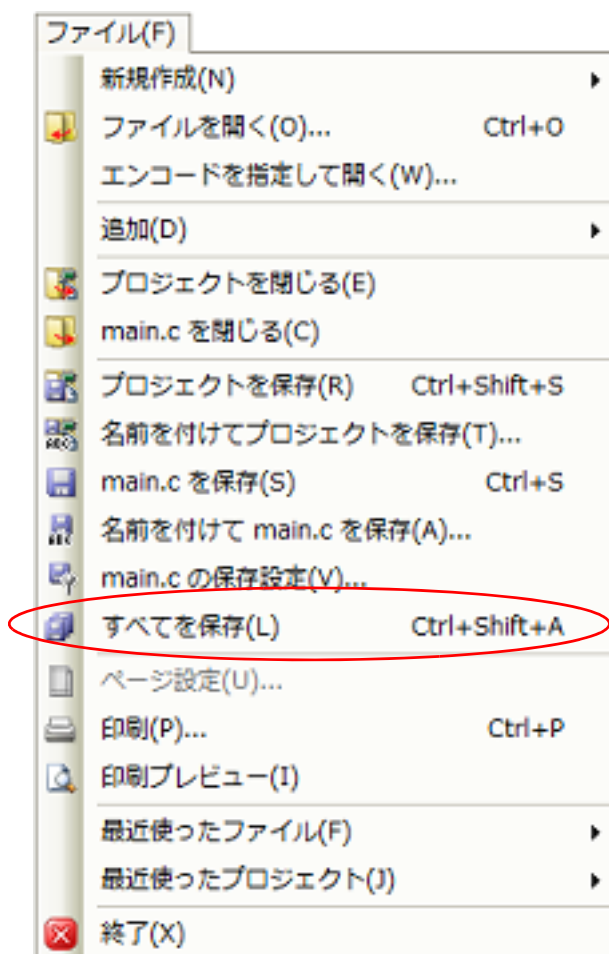 ファイル(F)
新規作成(N)
ファイルを開く(O)... Ctrl+O
エンコードを指定して開く(W)...
追加(D)
プロジェクトを閉じる(E)
main.c を閉じる(C)
プロジェクトを保存(R) Ctrl+Shift+S
名前を付けてプロジェクトを保存(T)...
main.c を保存(S) Ctrl+S
名前を付けて main.c を保存(A)...
main.c の保存設定(V)...
すべてを保存(L) Ctrl+Shift+A
ページ設定(U)...
印刷(P)... Ctrl+P
印刷プレビュー(I)
最近使ったファイル(F)
最近使ったプロジェクト(J)
終了(X)